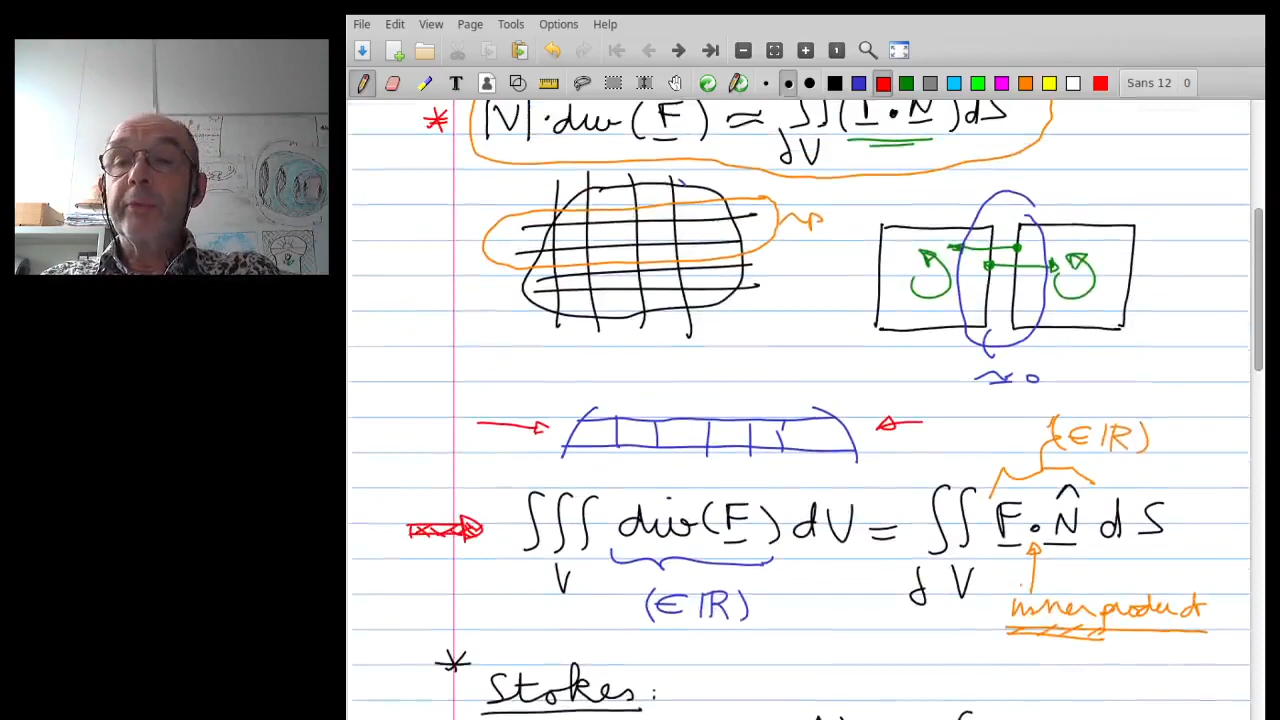 File Edit View Page Tools Options Help
Sans 12 0
* |V|·div(F) ≈ ∬(F·N)dS
∂V
≈ 0
(∈ ℝ)
∭ div(F) dV = ∬ F·N̂ dS
V ∂V
(∈ ℝ) inner product
* Stokes: